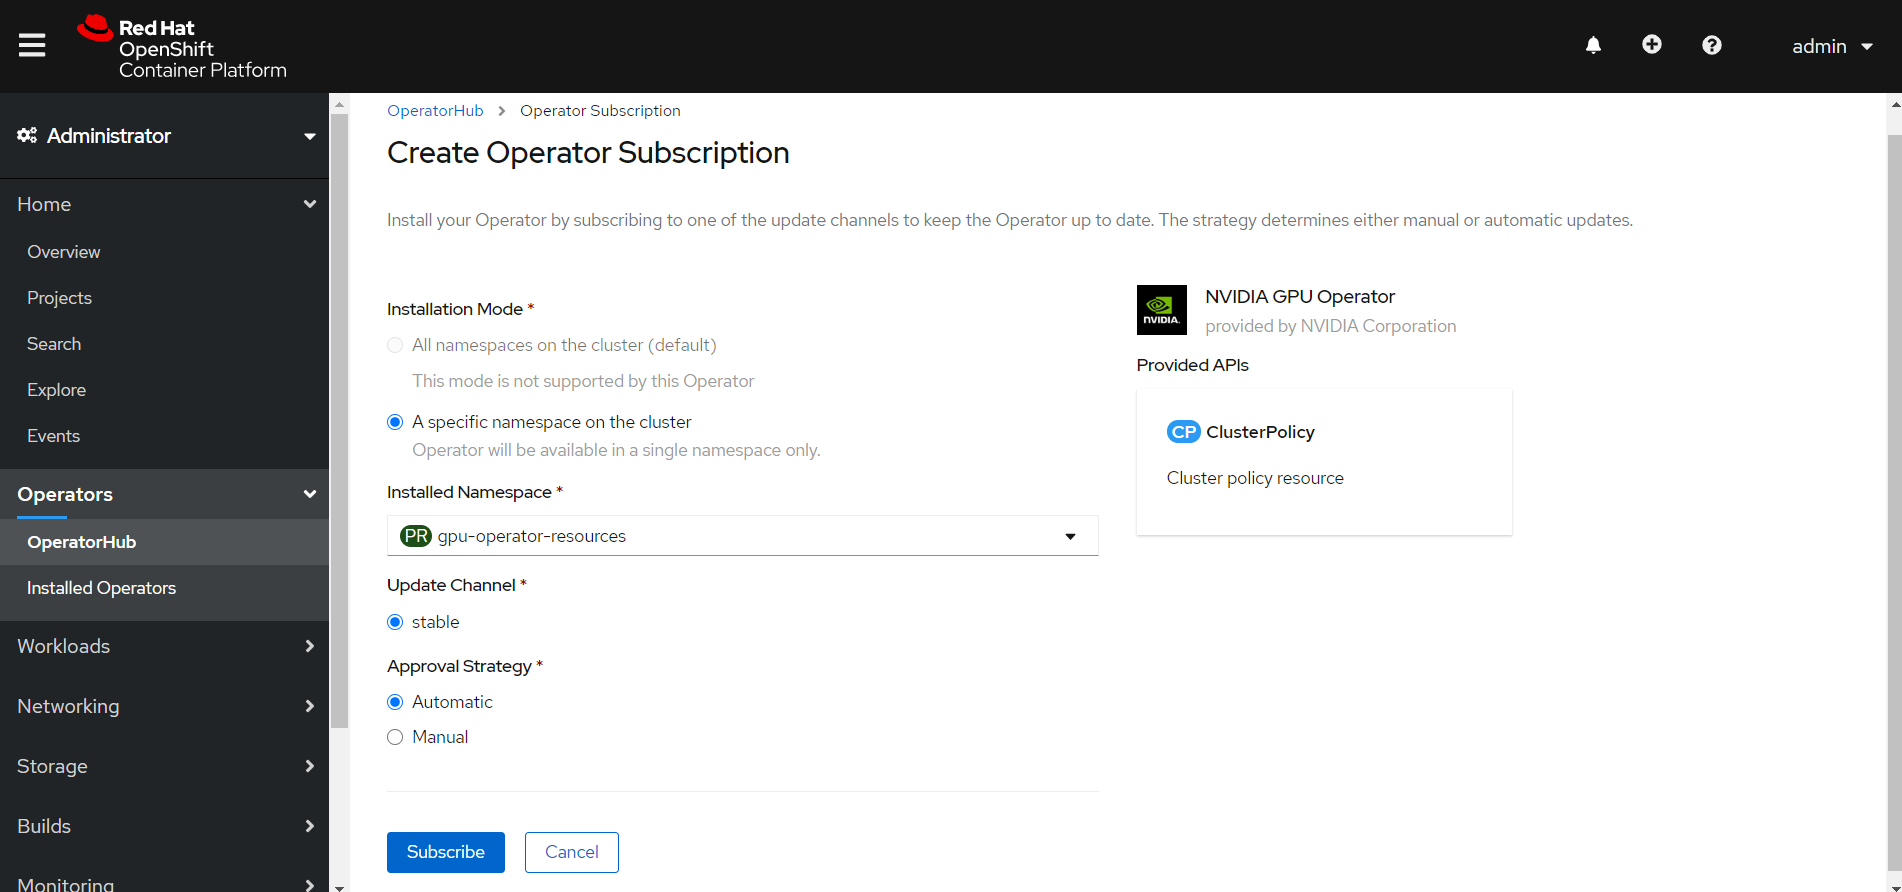 Red Hat
OpenShift
Container Platform
admin
Administrator
Home
Overview
Projects
Search
Explore
Events
Operators
OperatorHub
Installed Operators
Workloads
Networking
Storage
Builds
Monitoring
OperatorHub > Operator Subscription
Create Operator Subscription
Install your Operator by subscribing to one of the update channels to keep the Operator up to date. The strategy determines either manual or automatic updates.
Installation Mode *
All namespaces on the cluster (default)
This mode is not supported by this Operator
A specific namespace on the cluster
Operator will be available in a single namespace only.
Installed Namespace *
PR gpu-operator-resources
Update Channel *
stable
Approval Strategy *
Automatic
Manual
Subscribe Cancel
NVIDIA.
NVIDIA GPU Operator
provided by NVIDIA Corporation
Provided APIs
CP ClusterPolicy
Cluster policy resource